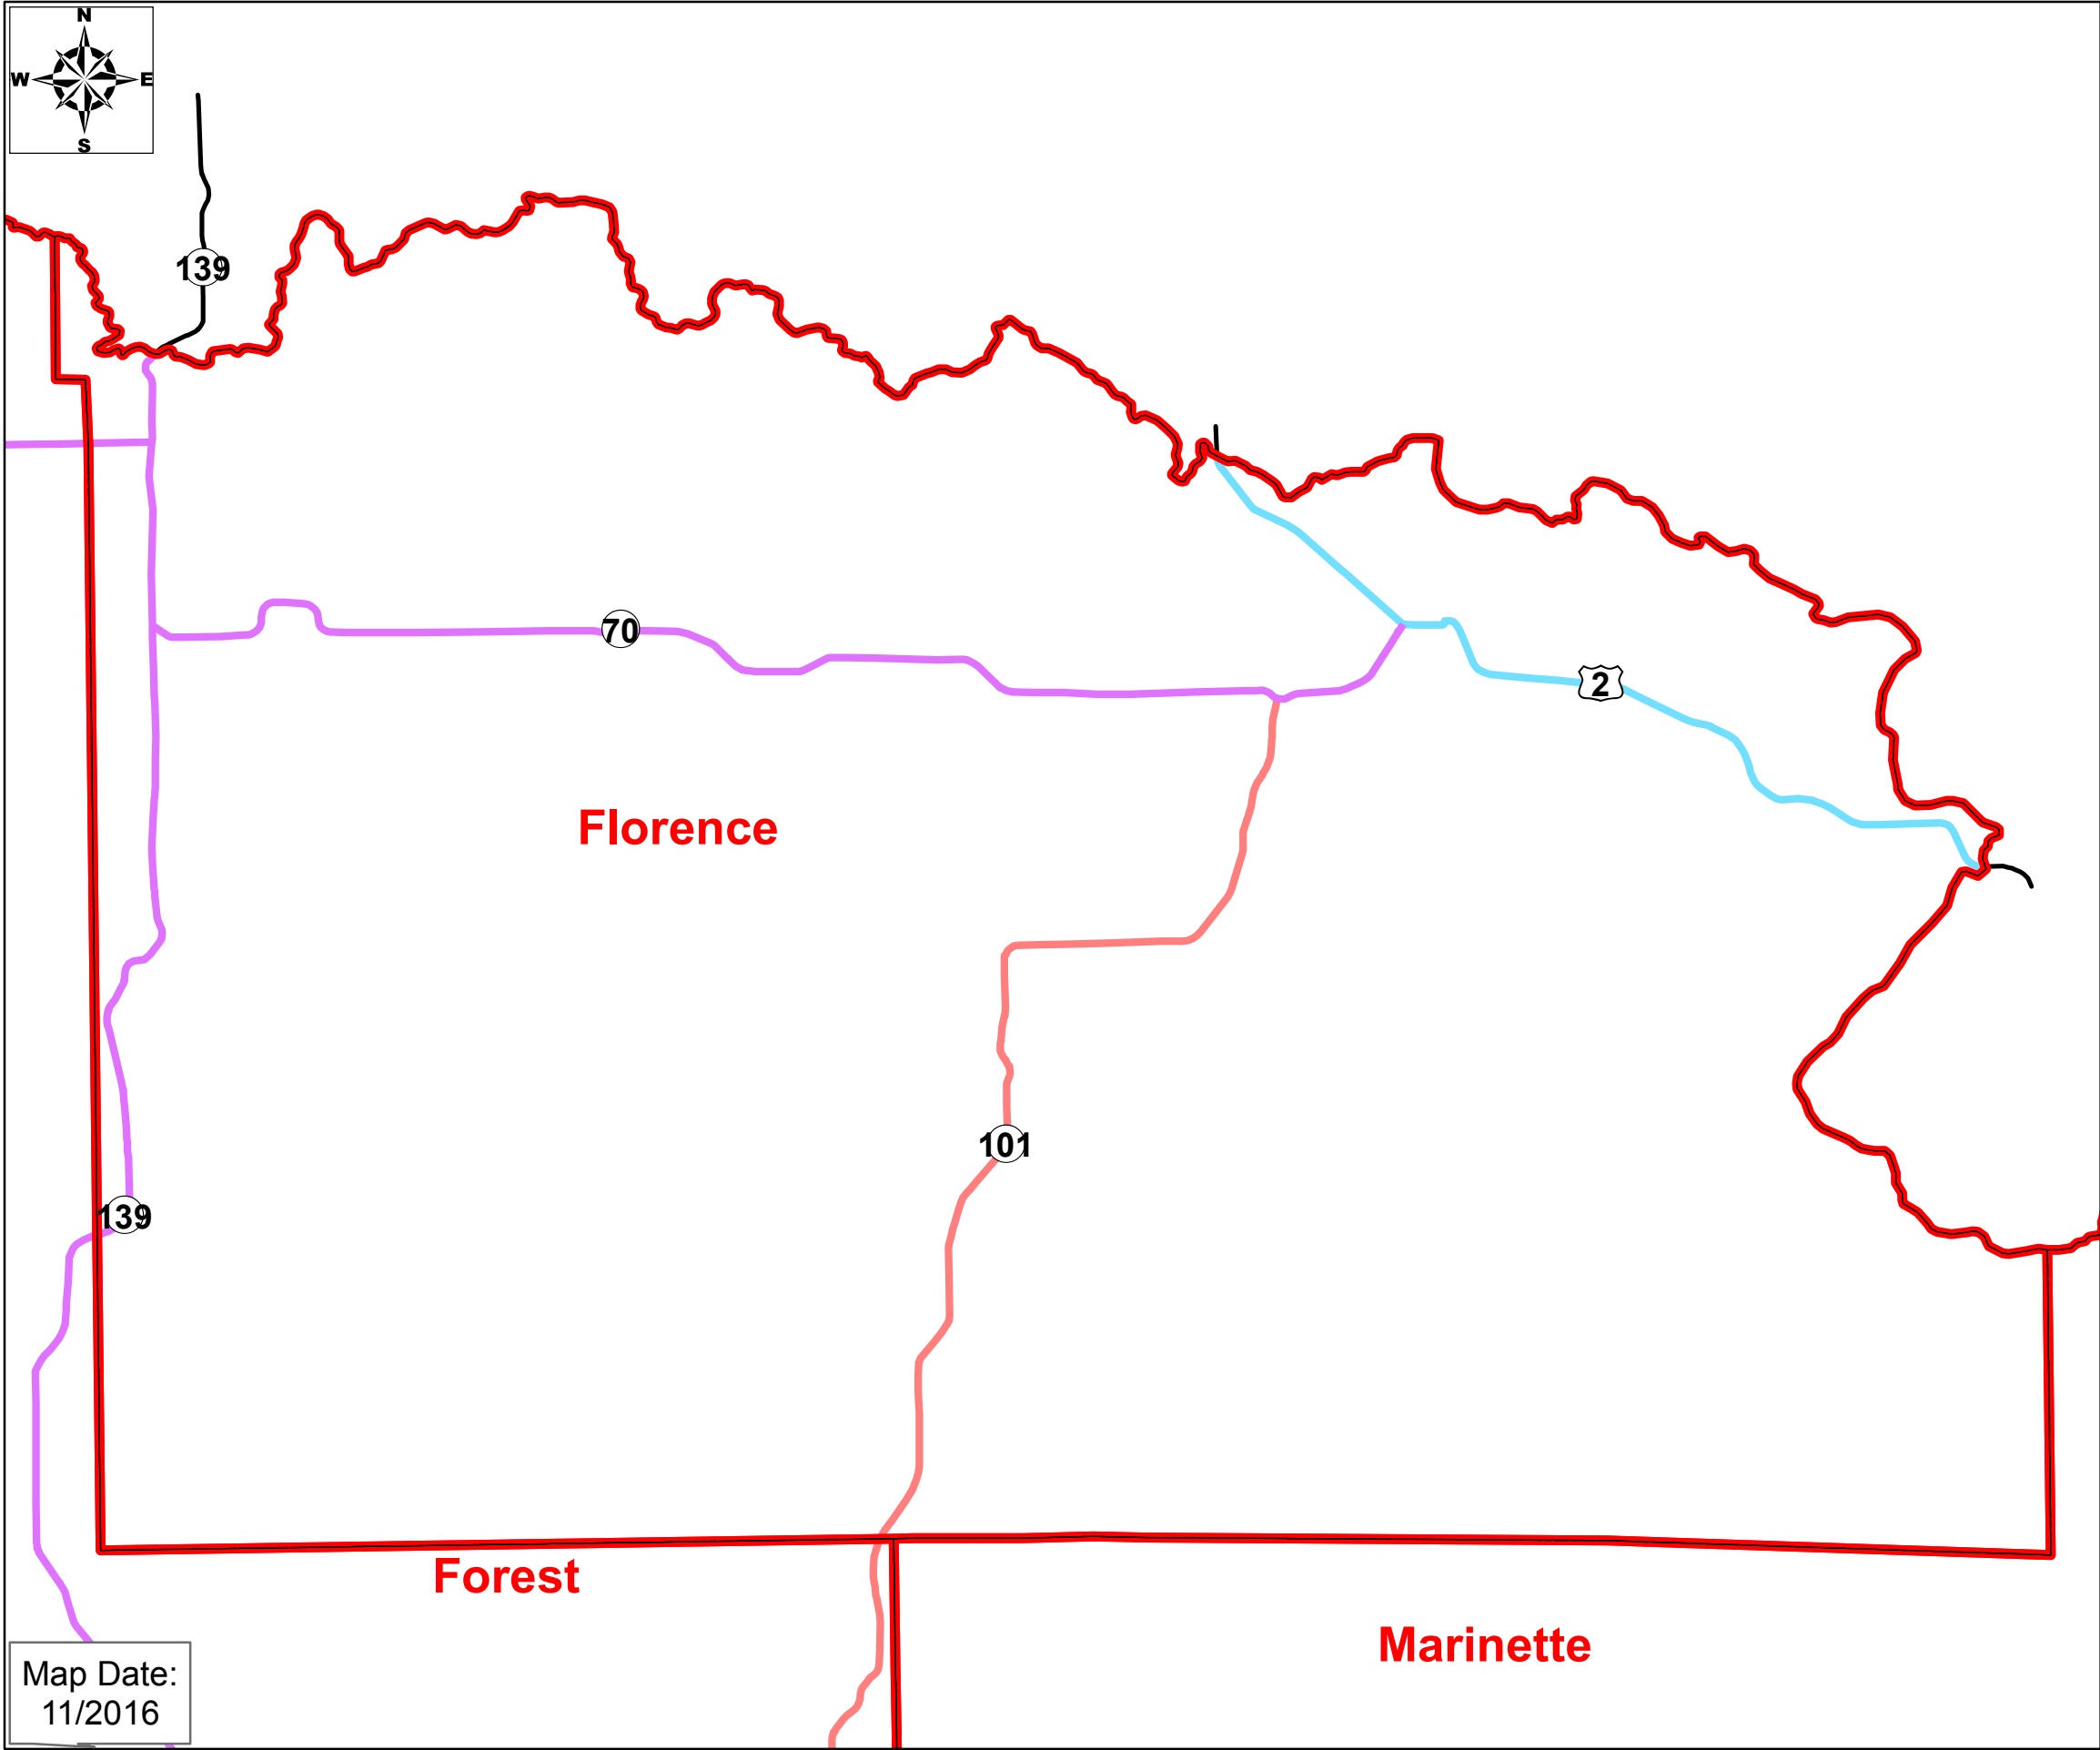 N
W E
S
139
70
2
Florence
101
139
Forest
Marinette
Map Date:
11/2016